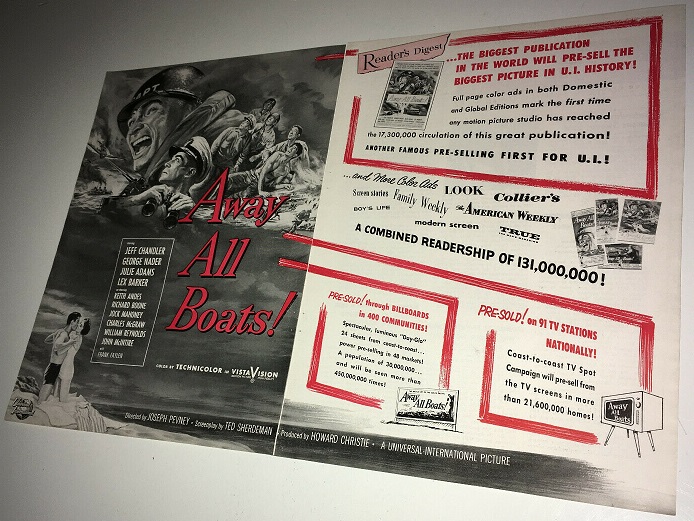 APT
Away
All
Boats!
starring
JEFF CHANDLER
GEORGE NADER
JULIE ADAMS
LEX BARKER
KEITH ANDES
RICHARD BOONE
JOCK MAHONEY
CHARLES McGRAW
WILLIAM REYNOLDS
JOHN McINTIRE
and
FRANK FAYLEN
COLOR BY TECHNICOLOR IN VISTAVISION
Directed by JOSEPH PEVNEY • Screenplay by TED SHERDEMAN • Produced by HOWARD CHRISTIE • A UNIVERSAL-INTERNATIONAL PICTURE
Reader's Digest
...THE BIGGEST PUBLICATION
IN THE WORLD WILL PRE-SELL THE
BIGGEST PICTURE IN U.I. HISTORY!
Full page color ads in both Domestic
and Global Editions mark the first time
any motion picture studio has reached
the 17,300,000 circulation of this great publication!
ANOTHER FAMOUS PRE-SELLING FIRST FOR U.I.!
...and More Color Ads
LOOK
Collier's
Screen stories
Family Weekly
The AMERICAN WEEKLY
BOY'S LIFE
modern screen
TRUE
A COMBINED READERSHIP OF 131,000,000!
PRE-SOLD! through BILLBOARDS
in 400 COMMUNITIES!
Spectacular, luminous "Day-Glo"
24 sheets from coast-to-coast...
power pre-selling in 48 markets!
A population of 30,000,000...
and will be seen more than
450,000,000 times!
Away
All Boats!
PRE-SOLD! on 91 TV STATIONS
NATIONALLY!
Coast-to-coast TV Spot
Campaign will pre-sell from
the TV screens in more
than 21,600,000 homes!
Away
All
Boats!